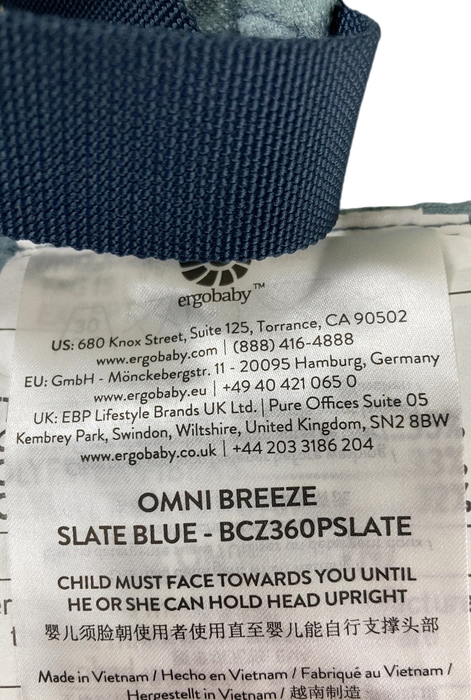 ergobaby™
US: 680 Knox Street, Suite 125, Torrance, CA 90502
www.ergobaby.com | (888) 416-4888
EU: GmbH - Mönckebergstr. 11 - 20095 Hamburg, Germany
www.ergobaby.eu | +49 40 421 065 0
UK: EBP Lifestyle Brands UK Ltd. | Pure Offices Suite 05
Kembrey Park, Swindon, Wiltshire, United Kingdom, SN2 8BW
www.ergobaby.co.uk | +44 203 3186 204
OMNI BREEZE
SLATE BLUE - BCZ360PSLATE
CHILD MUST FACE TOWARDS YOU UNTIL
HE OR SHE CAN HOLD HEAD UPRIGHT
婴儿须脸朝使用者使用直至婴儿能自行支撑头部
Made in Vietnam / Hecho en Vietnam / Fabriqué au Vietnam /
Hergestellt in Vietnam / 越南制造